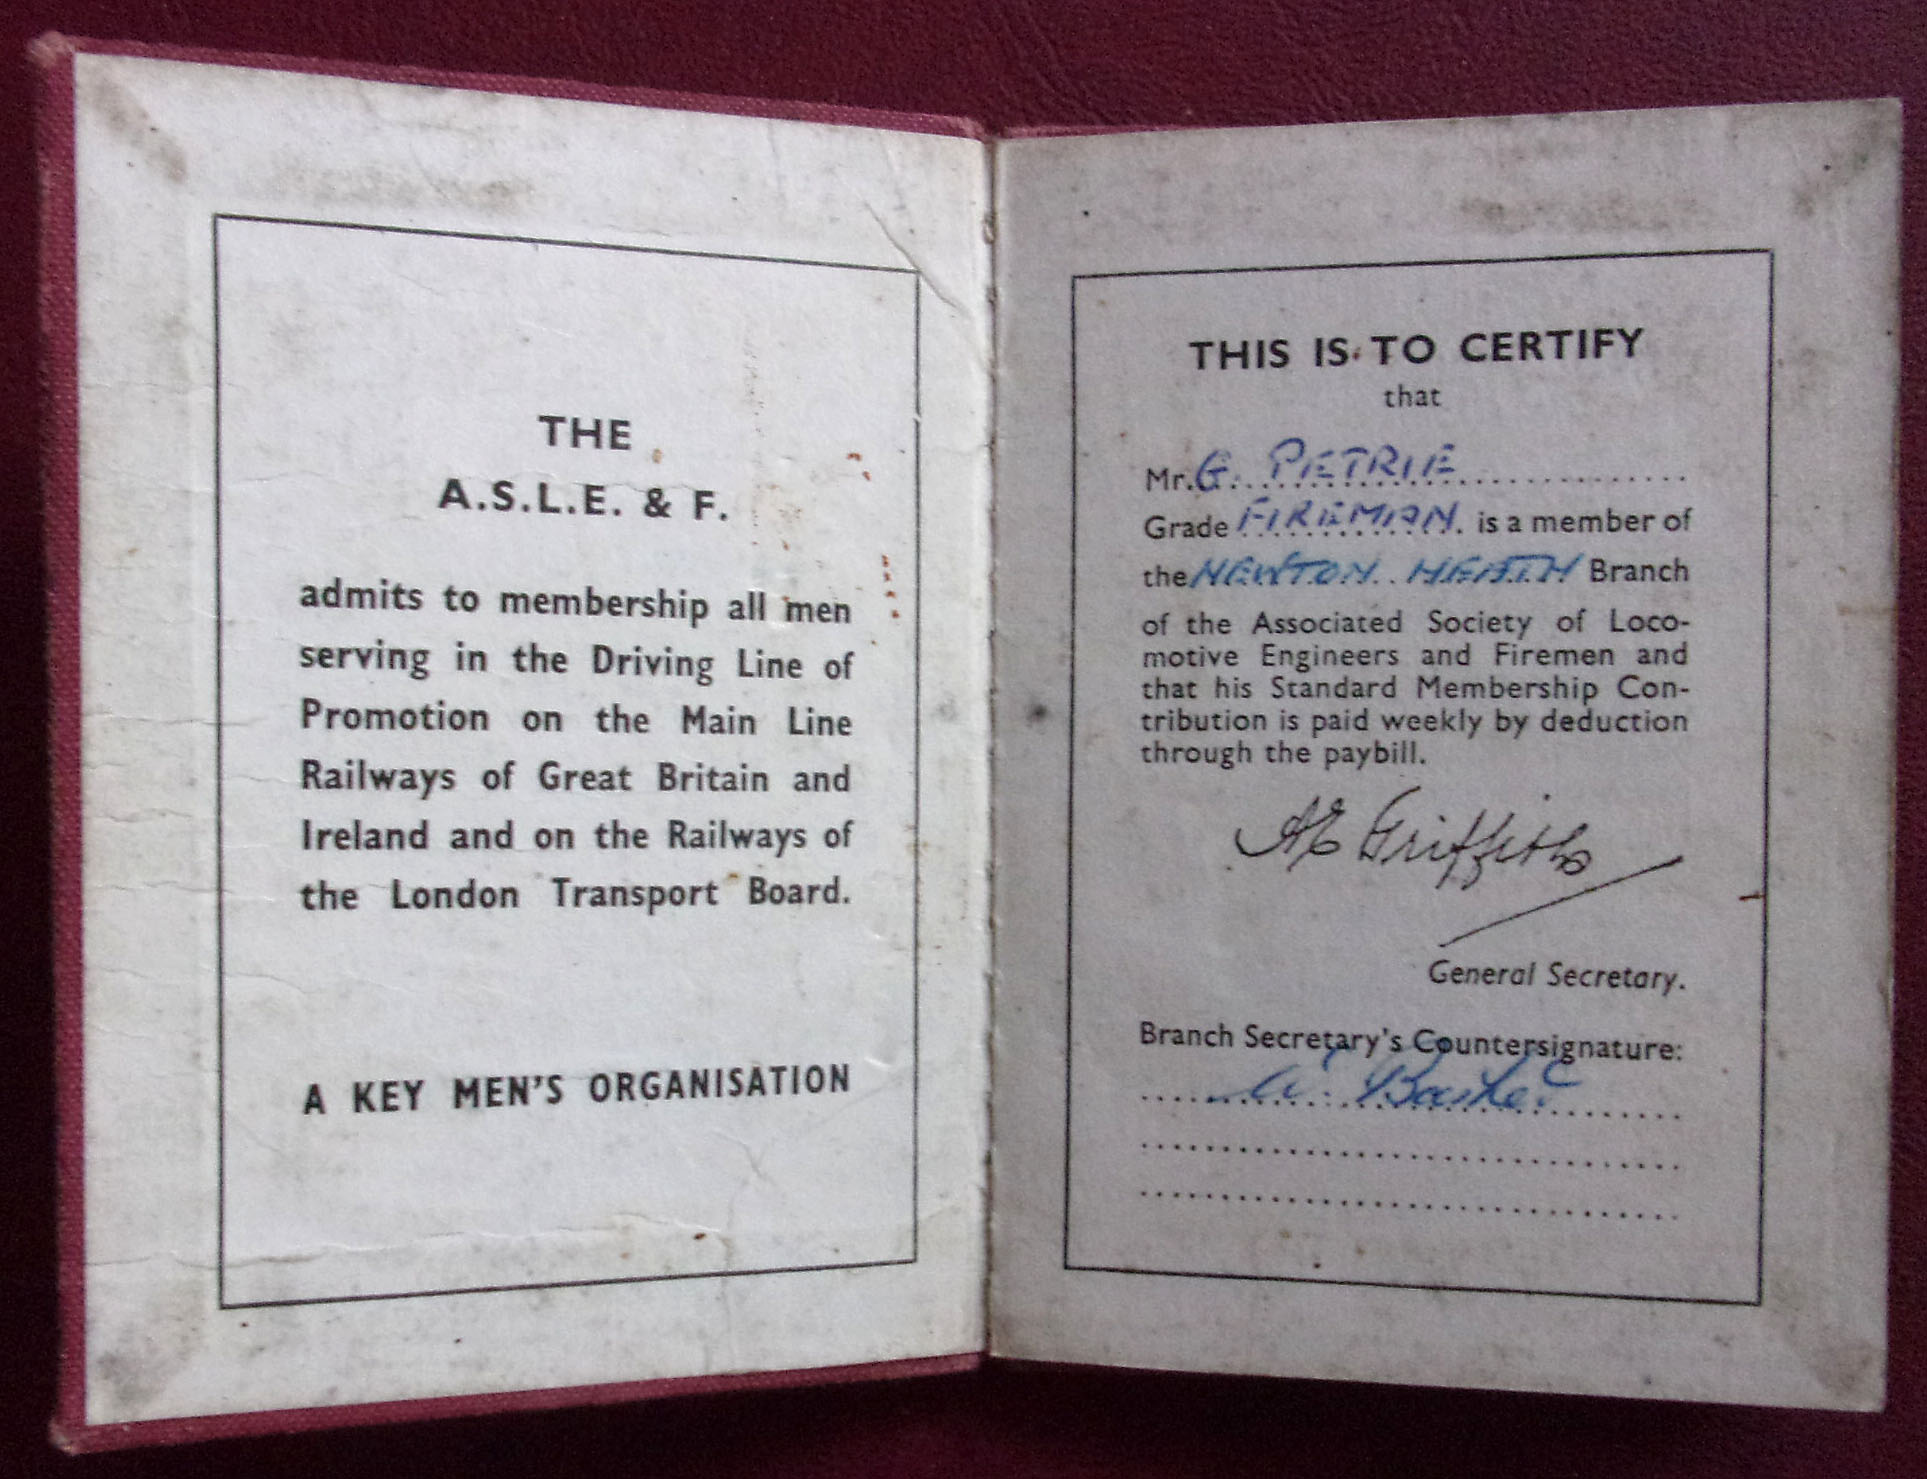 THE
A.S.L.E. & F.
admits to membership all men
serving in the Driving Line of
Promotion on the Main Line
Railways of Great Britain and
Ireland and on the Railways of
the London Transport Board.
A KEY MEN'S ORGANISATION
THIS IS TO CERTIFY
that
Mr. G. PETRIE
Grade FIREMAN. is a member of
the NEWTON HEATH Branch
of the Associated Society of Loco-
motive Engineers and Firemen and
that his Standard Membership Con-
tribution is paid weekly by deduction
through the paybill.
AE Griffiths
General Secretary.
Branch Secretary's Countersignature: